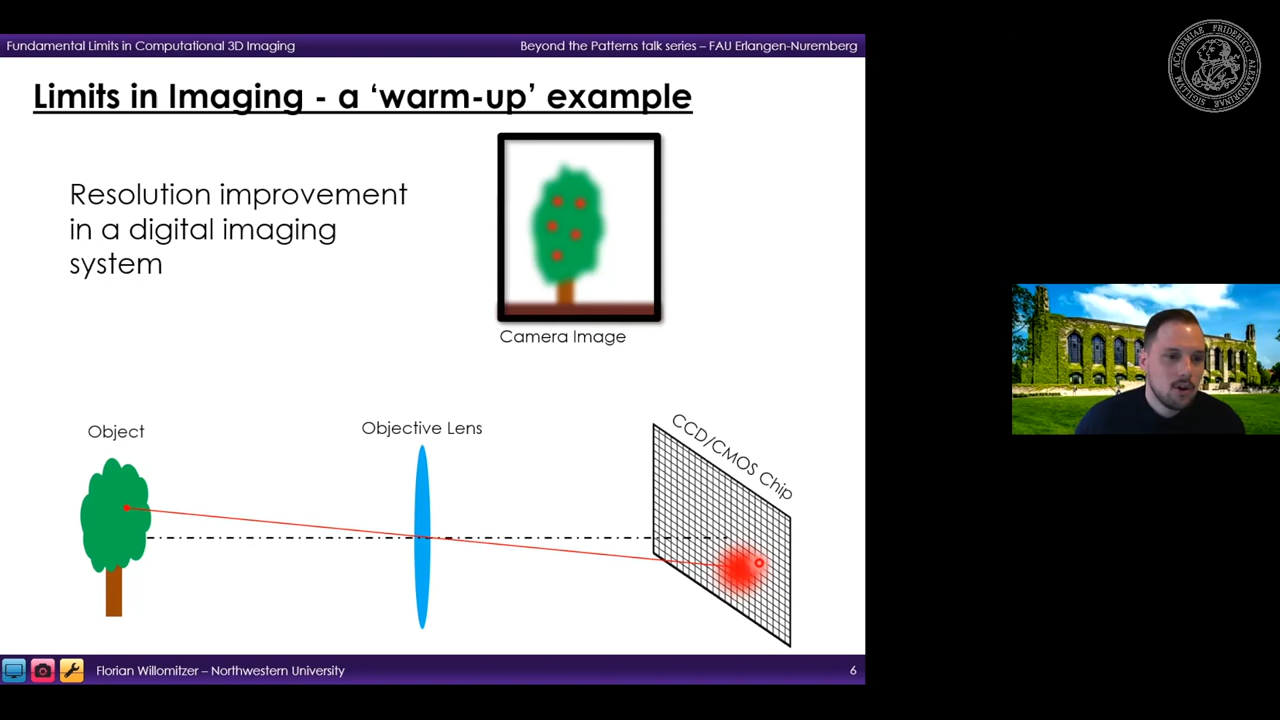 Fundamental Limits in Computational 3D Imaging
Beyond the Patterns talk series – FAU Erlangen-Nuremberg
Limits in Imaging - a ‘warm-up’ example
Resolution improvement
in a digital imaging
system
Camera Image
Object
Objective Lens
CCD/CMOS Chip
Florian Willomitzer – Northwestern University
6